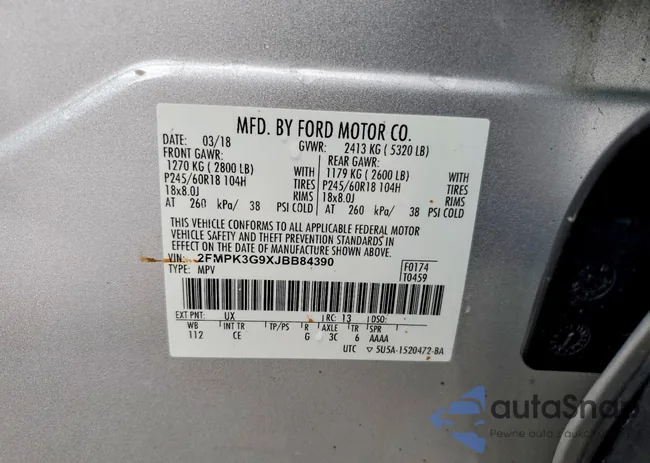 MFD. BY FORD MOTOR CO.
DATE: 03/18 GVWR: 2413 KG ( 5320 LB)
FRONT GAWR: REAR GAWR:
1270 KG ( 2800 LB) WITH 1179 KG ( 2600 LB) WITH
P245/60R18 104H TIRES P245/60R18 104H TIRES
18x8.0J RIMS 18x8.0J RIMS
AT 260 kPa/ 38 PSI COLD AT 260 kPa/ 38 PSI COLD
THIS VEHICLE CONFORMS TO ALL APPLICABLE FEDERAL MOTOR
VEHICLE SAFETY AND THEFT PREVENTION STANDARDS IN
EFFECT ON THE DATE OF MANUFACTURE SHOWN ABOVE.
VIN: 2FMPK3G9XJBB84390 F0174
TYPE: MPV T0459
EXT PNT: UX RC: 13 DSO:
WB INT TR TP/PS R AXLE TR SPR
112 CE G 3C 6 AAAA
UTC ▽ 5U5A-1520472-BA
autoSnap
Pewne auto z aukcji